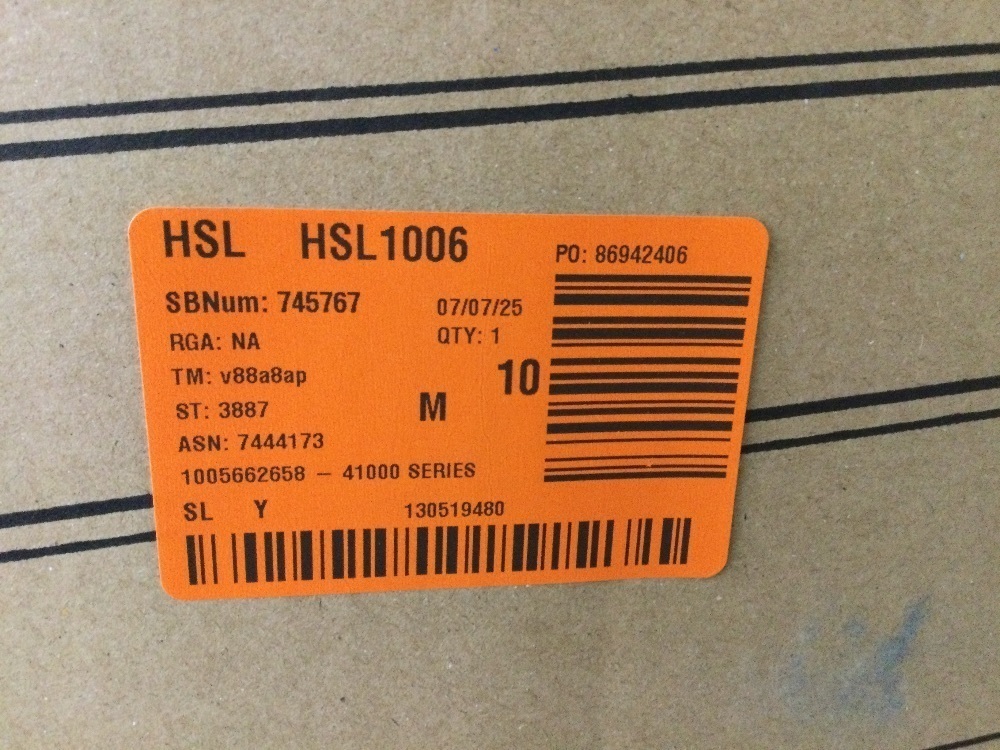 HSL HSL1006
PO: 86942406
SBNum: 745767 07/07/25
RGA: NA QTY: 1
TM: v88a8ap 10
ST: 3887 M
ASN: 7444173
1005662658 – 41000 SERIES
SL Y 130519480